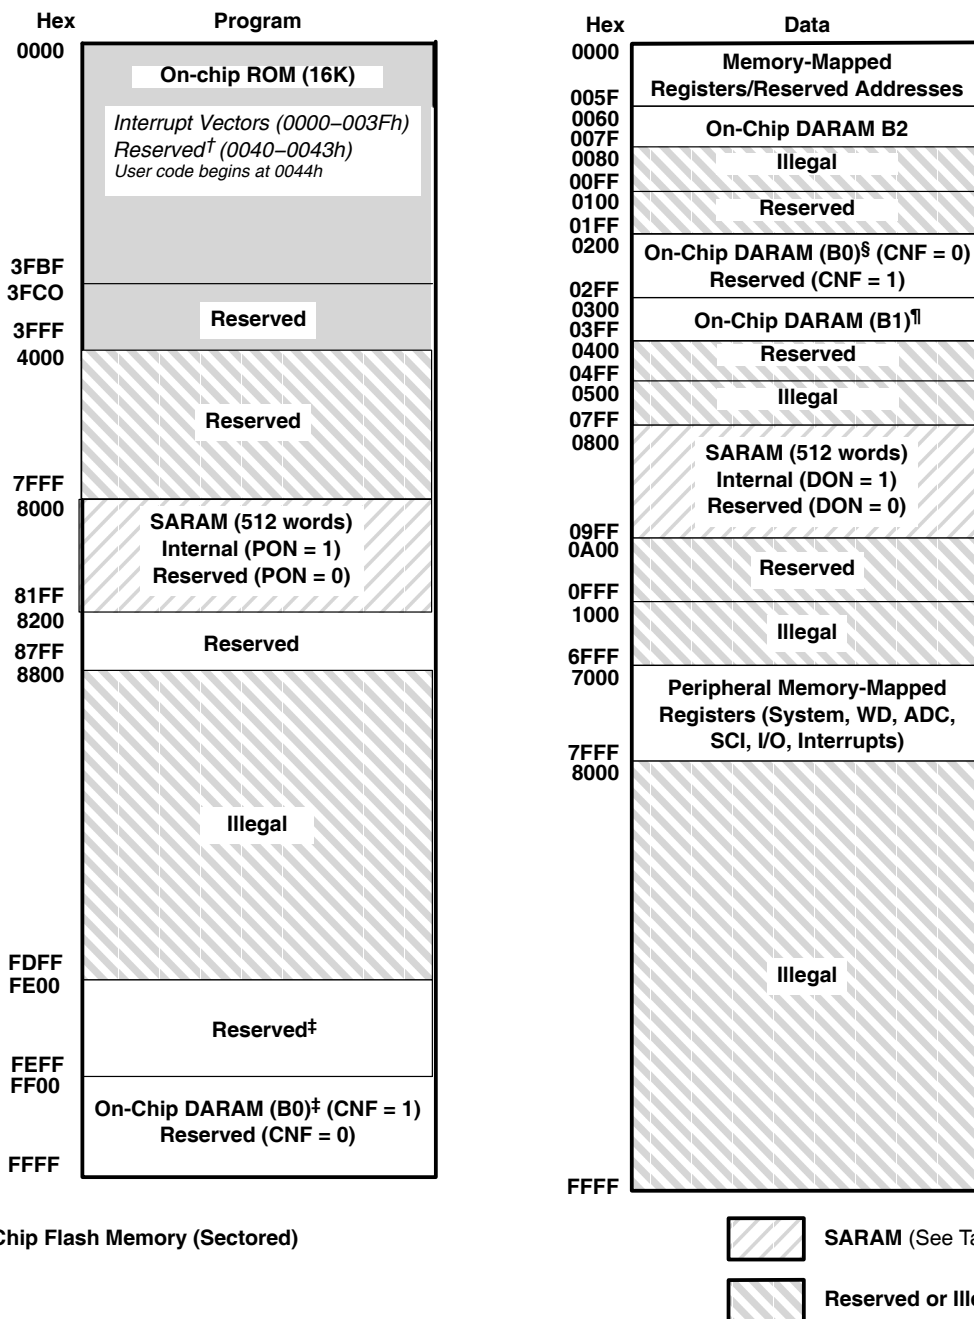 Hex Program
0000
On-chip ROM (16K)
Interrupt Vectors (0000−003Fh)
Reserved† (0040−0043h)
User code begins at 0044h
3FBF
3FCO
Reserved
3FFF
4000
Reserved
7FFF
8000
SARAM (512 words)
Internal (PON = 1)
Reserved (PON = 0)
81FF
8200
Reserved
87FF
8800
Illegal
FDFF
FE00
Reserved‡
FEFF
FF00
On-Chip DARAM (B0)‡ (CNF = 1)
Reserved (CNF = 0)
FFFF
Hex Data
0000
Memory-Mapped
Registers/Reserved Addresses
005F
0060
On-Chip DARAM B2
007F
0080
Illegal
00FF
0100
Reserved
01FF
0200
On-Chip DARAM (B0)§ (CNF = 0)
Reserved (CNF = 1)
02FF
0300
On-Chip DARAM (B1)¶
03FF
0400
Reserved
04FF
0500
Illegal
07FF
0800
SARAM (512 words)
Internal (DON = 1)
Reserved (DON = 0)
09FF
0A00
Reserved
0FFF
1000
Illegal
6FFF
7000
Peripheral Memory-Mapped
Registers (System, WD, ADC,
SCI, I/O, Interrupts)
7FFF
8000
Illegal
FFFF
Chip Flash Memory (Sectored)
SARAM (See Ta
Reserved or Ille